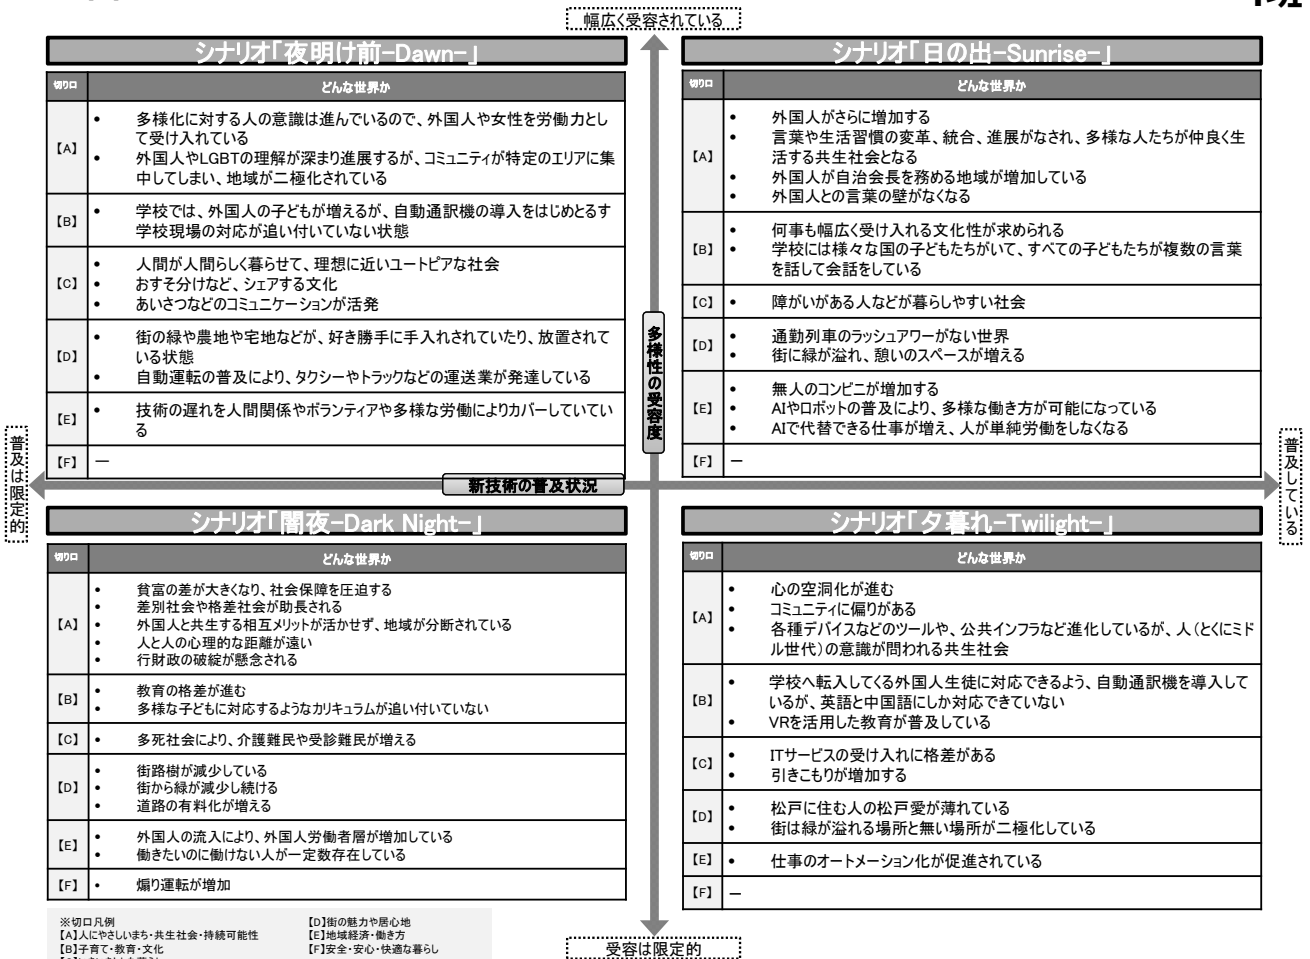 幅広く受容されている
シナリオ「夜明け前-Dawn-」
切り口 どんな世界か
【A】
• 多様化に対する人の意識は進んでいるので、外国人や女性を労働力とし
て受け入れている
• 外国人やLGBTの理解が深まり進展するが、コミュニティが特定のエリアに集
中してしまい、地域が二極化されている
【B】
• 学校では、外国人の子どもが増えるが、自動通訳機の導入をはじめとるす
学校現場の対応が追い付いていない状態
【C】
• 人間が人間らしく暮らせて、理想に近いユートピアな社会
• おすそ分けなど、シェアする文化
• あいさつなどのコミュニケーションが活発
【D】
• 街の緑や農地や宅地などが、好き勝手に手入れされていたり、放置されて
いる状態
• 自動運転の普及により、タクシーやトラックなどの運送業が発達している
【E】
• 技術の遅れを人間関係やボランティアや多様な労働によりカバーしていてい
る
【F】 －
シナリオ「日の出-Sunrise-」
切り口 どんな世界か
【A】
• 外国人がさらに増加する
• 言葉や生活習慣の変革、統合、進展がなされ、多様な人たちが仲良く生
活する共生社会となる
• 外国人が自治会長を務める地域が増加している
• 外国人との言葉の壁がなくなる
【B】
• 何事も幅広く受け入れる文化性が求められる
• 学校には様々な国の子どもたちがいて、すべての子どもたちが複数の言葉
を話して会話をしている
【C】 • 障がいがある人などが暮らしやすい社会
【D】
• 通勤列車のラッシュアワーがない世界
• 街に緑が溢れ、憩いのスペースが増える
【E】
• 無人のコンビニが増加する
• AIやロボットの普及により、多様な働き方が可能になっている
• AIで代替できる仕事が増え、人が単純労働をしなくなる
【F】 －
多様性の受容度
新技術の普及状況
普及は限定的
普及している
シナリオ「闇夜-Dark Night-」
切り口 どんな世界か
【A】
• 貧富の差が大きくなり、社会保障を圧迫する
• 差別社会や格差社会が助長される
• 外国人と共生する相互メリットが活かせず、地域が分断されている
• 人と人の心理的な距離が遠い
• 行財政の破綻が懸念される
【B】
• 教育の格差が進む
• 多様な子どもに対応するようなカリキュラムが追い付いていない
【C】 • 多死社会により、介護難民や受診難民が増える
【D】
• 街路樹が減少している
• 街から緑が減少し続ける
• 道路の有料化が増える
【E】
• 外国人の流入により、外国人労働者層が増加している
• 働きたいのに働けない人が一定数存在している
【F】 • 煽り運転が増加
シナリオ「夕暮れ-Twilight-」
切り口 どんな世界か
【A】
• 心の空洞化が進む
• コミュニティに偏りがある
• 各種デバイスなどのツールや、公共インフラなど進化しているが、人（とくにミド
ル世代）の意識が問われる共生社会
【B】
• 学校へ転入してくる外国人生徒に対応できるよう、自動通訳機を導入して
いるが、英語と中国語にしか対応できていない
• VRを活用した教育が普及している
【C】
• ITサービスの受け入れに格差がある
• 引きこもりが増加する
【D】
• 松戸に住む人の松戸愛が薄れている
• 街は緑が溢れる場所と無い場所が二極化している
【E】 • 仕事のオートメーション化が促進されている
【F】 －
※切口凡例
【A】人にやさしいまち・共生社会・持続可能性
【B】子育て・教育・文化
【D】街の魅力や居心地
【E】地域経済・働き方
【F】安全・安心・快適な暮らし
受容は限定的